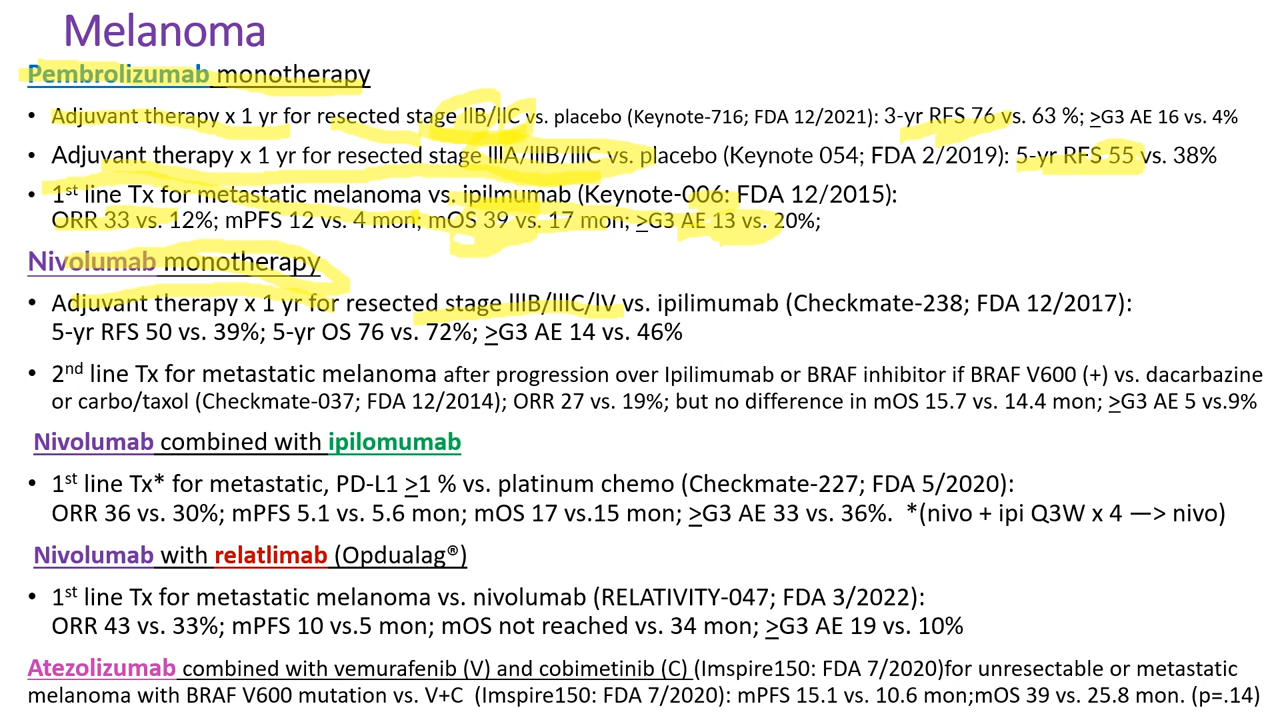 Melanoma
Pembrolizumab monotherapy
• Adjuvant therapy x 1 yr for resected stage IIB/IIC vs. placebo (Keynote-716; FDA 12/2021): 3-yr RFS 76 vs. 63 %; >G3 AE 16 vs. 4%
• Adjuvant therapy x 1 yr for resected stage IIIA/IIIB/IIIC vs. placebo (Keynote 054; FDA 2/2019): 5-yr RFS 55 vs. 38%
• 1st line Tx for metastatic melanoma vs. ipilmumab (Keynote-006: FDA 12/2015):
ORR 33 vs. 12%; mPFS 12 vs. 4 mon; mOS 39 vs. 17 mon; >G3 AE 13 vs. 20%;
Nivolumab monotherapy
• Adjuvant therapy x 1 yr for resected stage IIIB/IIIC/IV vs. ipilimumab (Checkmate-238; FDA 12/2017):
5-yr RFS 50 vs. 39%; 5-yr OS 76 vs. 72%; >G3 AE 14 vs. 46%
• 2nd line Tx for metastatic melanoma after progression over Ipilimumab or BRAF inhibitor if BRAF V600 (+) vs. dacarbazine
or carbo/taxol (Checkmate-037; FDA 12/2014); ORR 27 vs. 19%; but no difference in mOS 15.7 vs. 14.4 mon; >G3 AE 5 vs.9%
Nivolumab combined with ipilomumab
• 1st line Tx* for metastatic, PD-L1 >1 % vs. platinum chemo (Checkmate-227; FDA 5/2020):
ORR 36 vs. 30%; mPFS 5.1 vs. 5.6 mon; mOS 17 vs.15 mon; >G3 AE 33 vs. 36%. *(nivo + ipi Q3W x 4 —> nivo)
Nivolumab with relatlimab (Opdualag®)
• 1st line Tx for metastatic melanoma vs. nivolumab (RELATIVITY-047; FDA 3/2022):
ORR 43 vs. 33%; mPFS 10 vs.5 mon; mOS not reached vs. 34 mon; >G3 AE 19 vs. 10%
Atezolizumab combined with vemurafenib (V) and cobimetinib (C) (Imspire150: FDA 7/2020)for unresectable or metastatic
melanoma with BRAF V600 mutation vs. V+C (Imspire150: FDA 7/2020): mPFS 15.1 vs. 10.6 mon;mOS 39 vs. 25.8 mon. (p=.14)